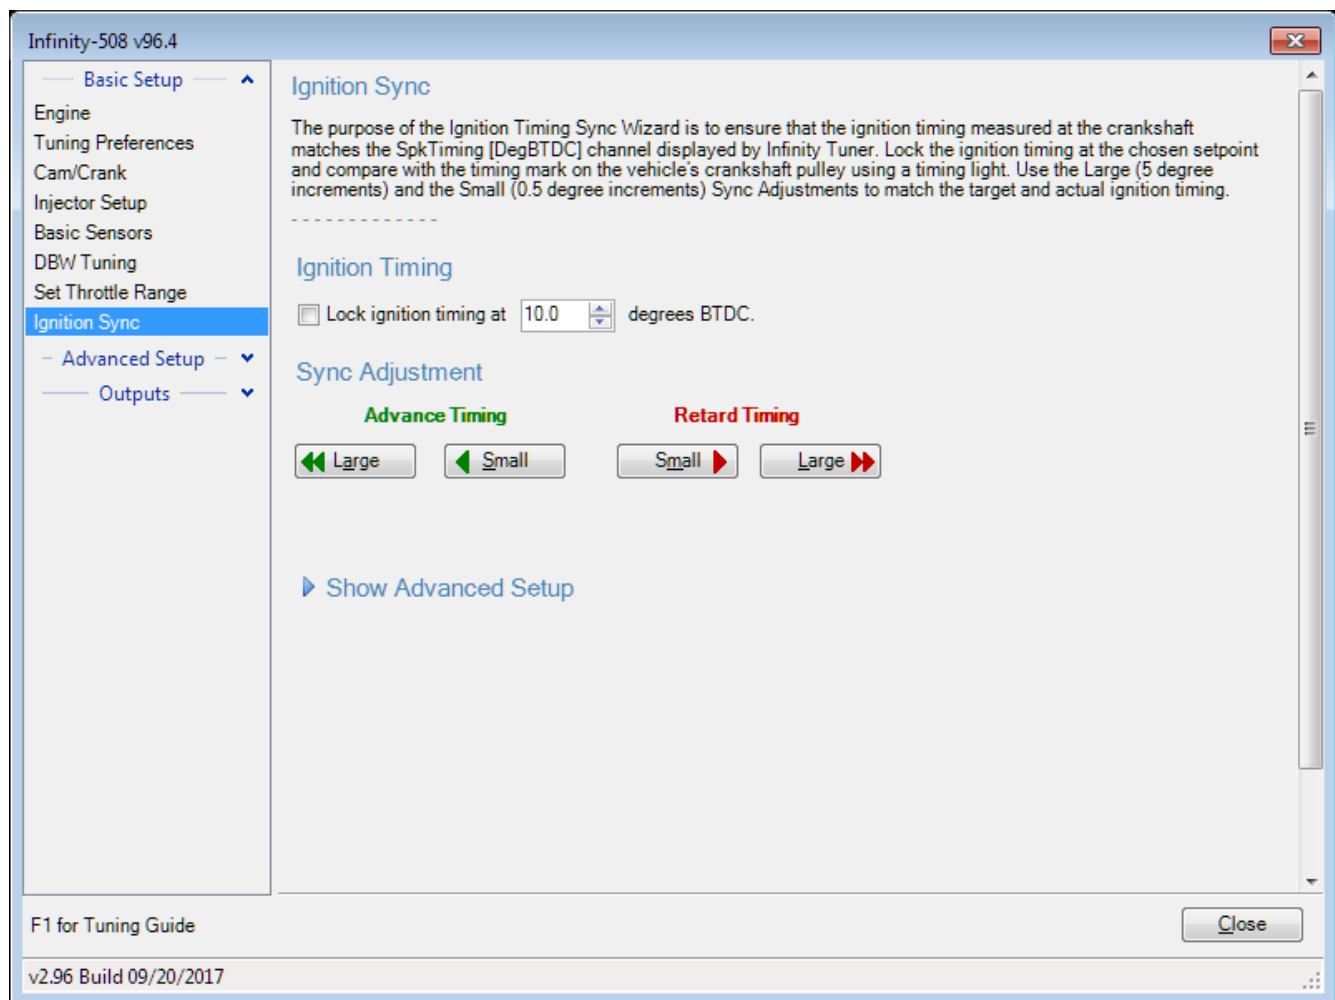 Infinity-508 v96.4
Basic Setup
Engine
Tuning Preferences
Cam/Crank
Injector Setup
Basic Sensors
DBW Tuning
Set Throttle Range
Ignition Sync
Advanced Setup
Outputs
Ignition Sync
The purpose of the Ignition Timing Sync Wizard is to ensure that the ignition timing measured at the crankshaft
matches the SpkTiming [DegBTDC] channel displayed by Infinity Tuner. Lock the ignition timing at the chosen setpoint
and compare with the timing mark on the vehicle's crankshaft pulley using a timing light. Use the Large (5 degree
increments) and the Small (0.5 degree increments) Sync Adjustments to match the target and actual ignition timing.
- - - - - - - - - - - - -
Ignition Timing
Lock ignition timing at 10.0 degrees BTDC.
Sync Adjustment
Advance Timing Retard Timing
Large Small Small Large
Show Advanced Setup
F1 for Tuning Guide
Close
v2.96 Build 09/20/2017